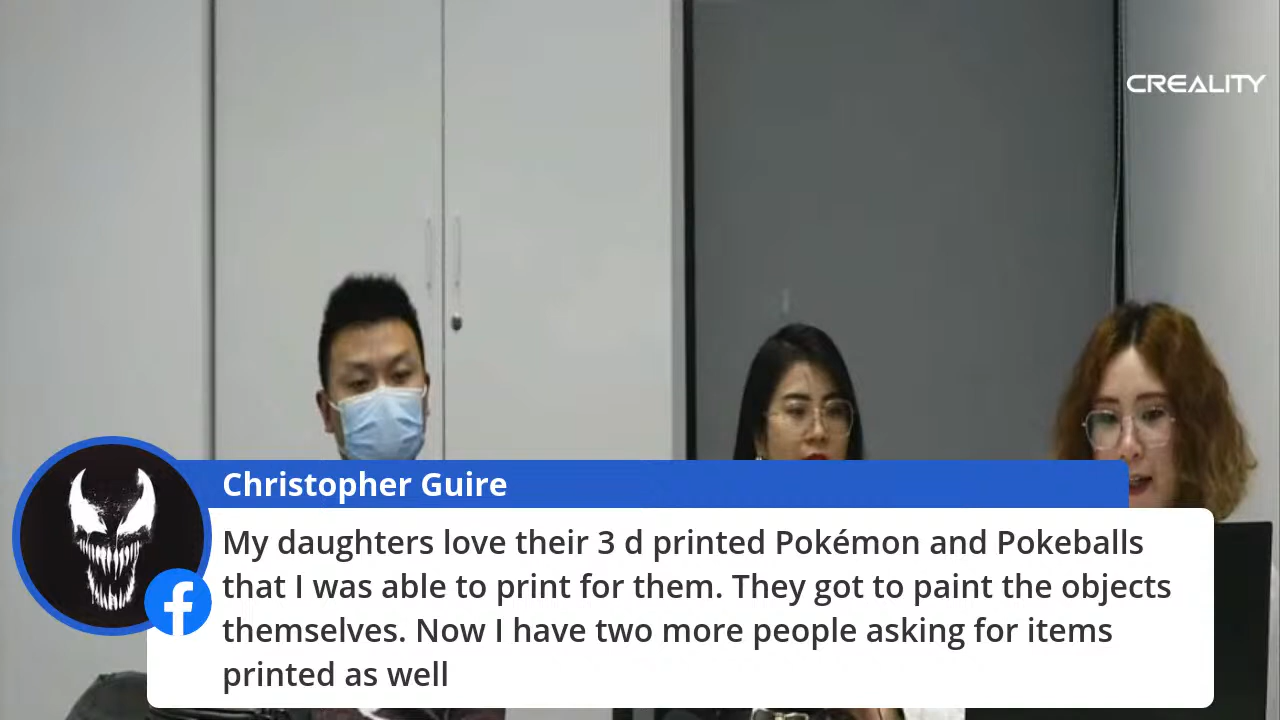 CREALITY
Christopher Guire
My daughters love their 3 d printed Pokémon and Pokeballs
that I was able to print for them. They got to paint the objects
themselves. Now I have two more people asking for items
printed as well